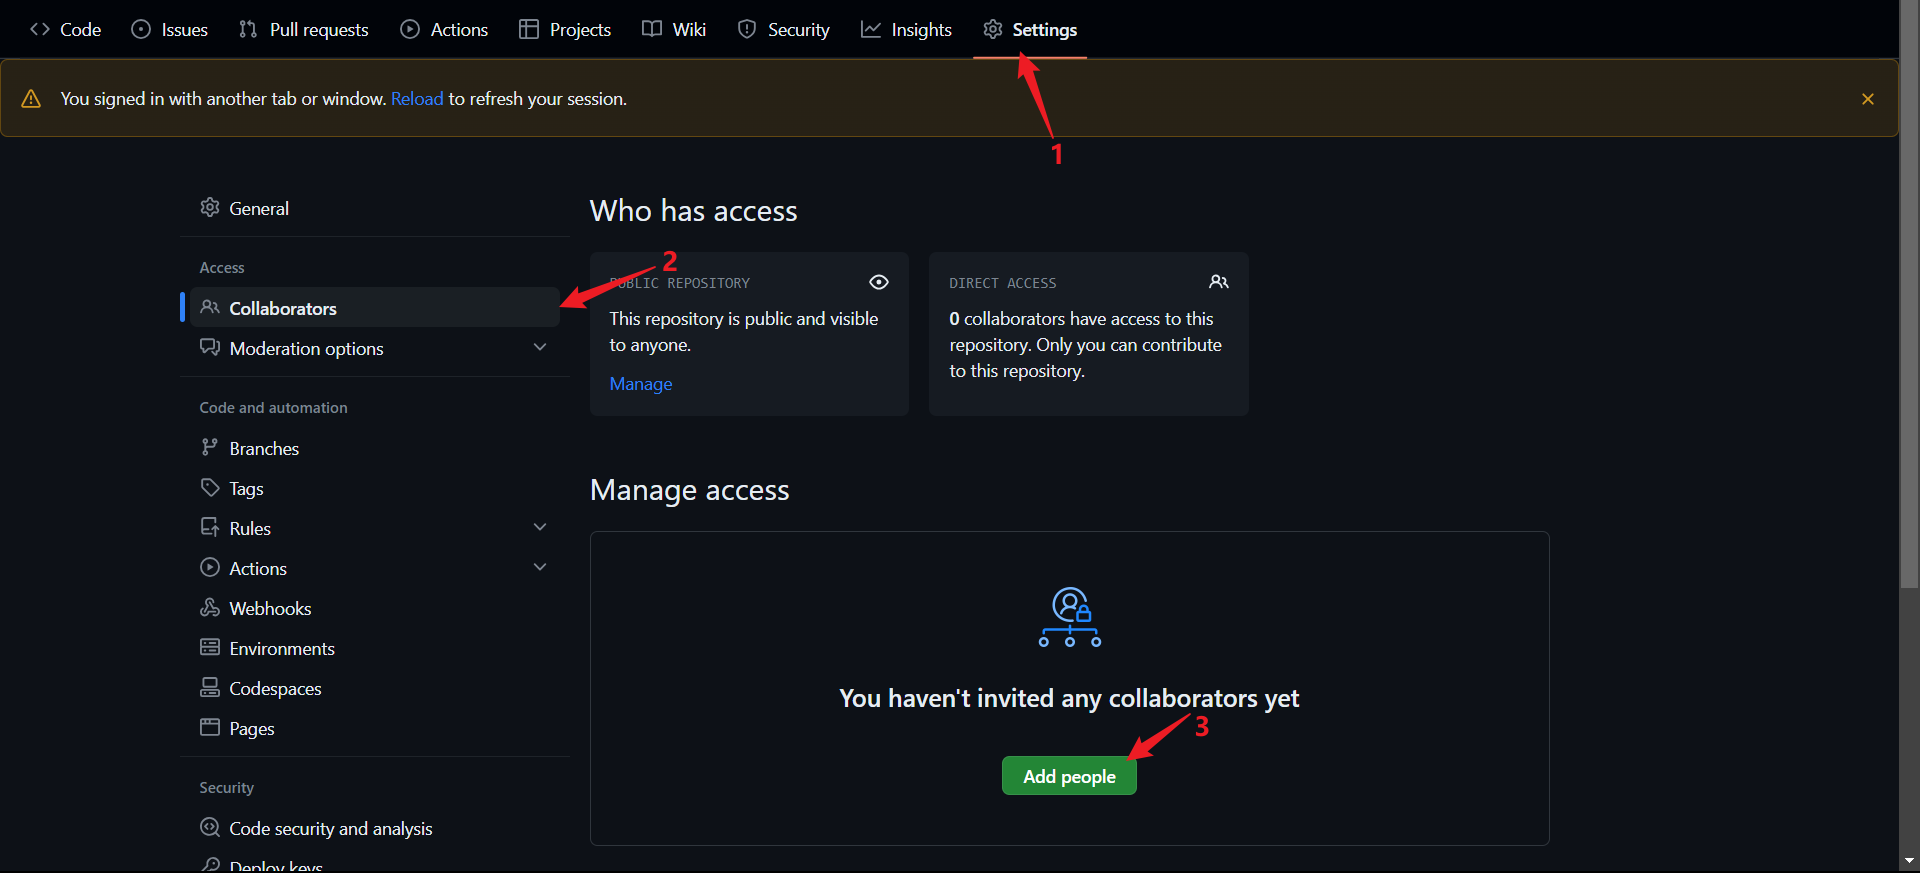 Code Issues Pull requests Actions Projects Wiki Security Insights Settings
You signed in with another tab or window. Reload to refresh your session.
1
General
Access
Collaborators
Moderation options
Code and automation
Branches
Tags
Rules
Actions
Webhooks
Environments
Codespaces
Pages
Security
Code security and analysis
Deploy keys
Who has access
2
PUBLIC REPOSITORY
This repository is public and visible
to anyone.
Manage
DIRECT ACCESS
0 collaborators have access to this
repository. Only you can contribute
to this repository.
Manage access
You haven't invited any collaborators yet
3
Add people